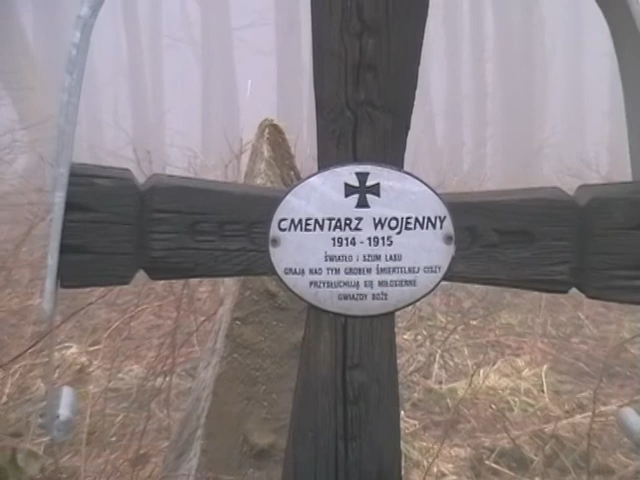 CMENTARZ WOJENNY
1914 - 1915
ŚWIATŁO I SZUM LASU
GRAJĄ NAD TYM GROBEM ŚMIERTELNEJ CISZY
PRZYSŁUCHUJĄ SIĘ MIŁOSIERNE
GWIAZDY BOŻE